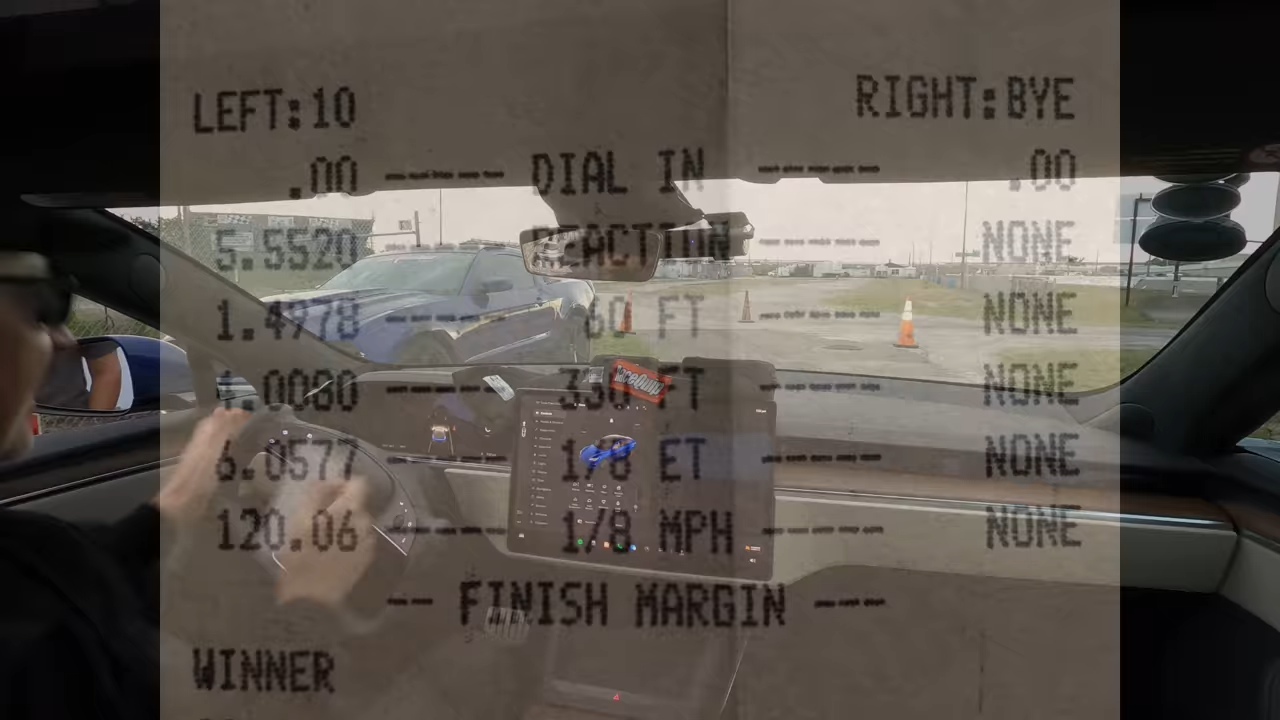 LEFT:10 RIGHT:BYE
.00 ------ DIAL IN ------ .00
5.5520 ------ REACTION ------ .NONE
1.4978 ------ 60 FT ------ NONE
.0080 ------ 330 FT ------ NONE
6.0577 ------ 1/8 ET ------ NONE
120.06 ------ 1/8 MPH ------ NONE
-- FINISH MARGIN --
WINNER